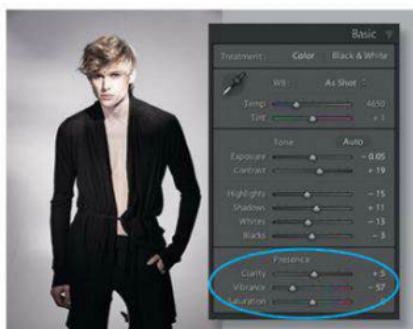 Basic
Treatment: Color Black & White
WB: As Shot
Temp 4650
Tint + 1
Tone Auto
Exposure - 0.05
Contrast + 19
Highlights - 15
Shadows + 11
Whites - 13
Blacks - 3
Presence
Clarity + 5
Vibrance - 57
Saturation